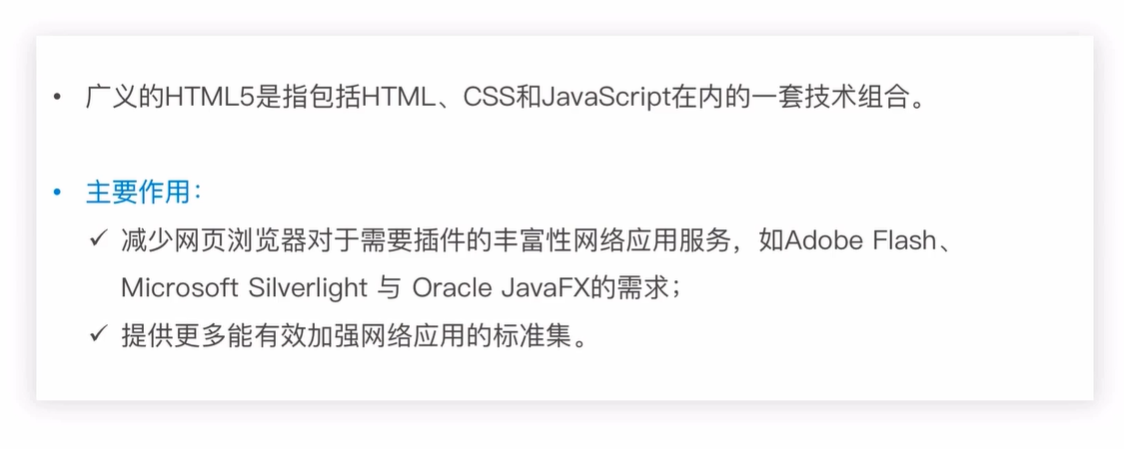 • 广义的HTML5是指包括HTML、CSS和JavaScript在内的一套技术组合。
• 主要作用：
✓ 减少网页浏览器对于需要插件的丰富性网络应用服务，如Adobe Flash、
Microsoft Silverlight 与 Oracle JavaFX的需求；
✓ 提供更多能有效加强网络应用的标准集。